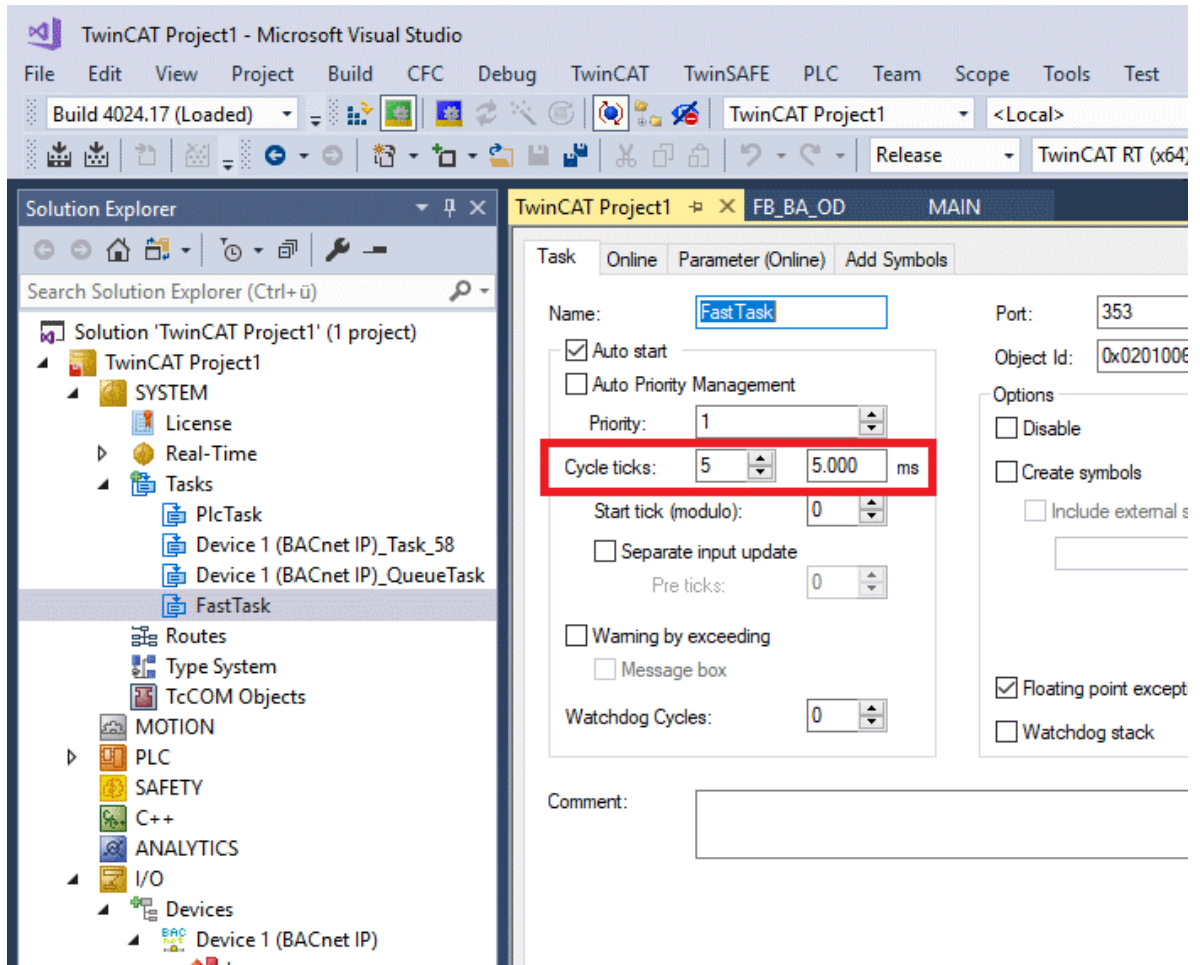 TwinCAT Project1 - Microsoft Visual Studio
File Edit View Project Build CFC Debug TwinCAT TwinSAFE PLC Team Scope Tools Test
Build 4024.17 (Loaded) TwinCAT Project1 <Local>
Release TwinCAT RT (x64)
Solution Explorer
Search Solution Explorer (Ctrl+ü)
Solution 'TwinCAT Project1' (1 project)
TwinCAT Project1
SYSTEM
License
Real-Time
Tasks
PlcTask
Device 1 (BACnet IP)_Task_58
Device 1 (BACnet IP)_QueueTask
FastTask
Routes
Type System
TcCOM Objects
MOTION
PLC
SAFETY
C++
ANALYTICS
I/O
Devices
Device 1 (BACnet IP)
TwinCAT Project1 FB_BA_OD MAIN
Task Online Parameter (Online) Add Symbols
Name: FastTask
Auto start
Auto Priority Management
Priority: 1
Cycle ticks: 5 5.000 ms
Start tick (modulo): 0
Separate input update
Pre ticks: 0
Warning by exceeding
Message box
Watchdog Cycles: 0
Comment:
Port: 353
Object Id: 0x0201006
Options
Disable
Create symbols
Include external s
Floating point excepti
Watchdog stack